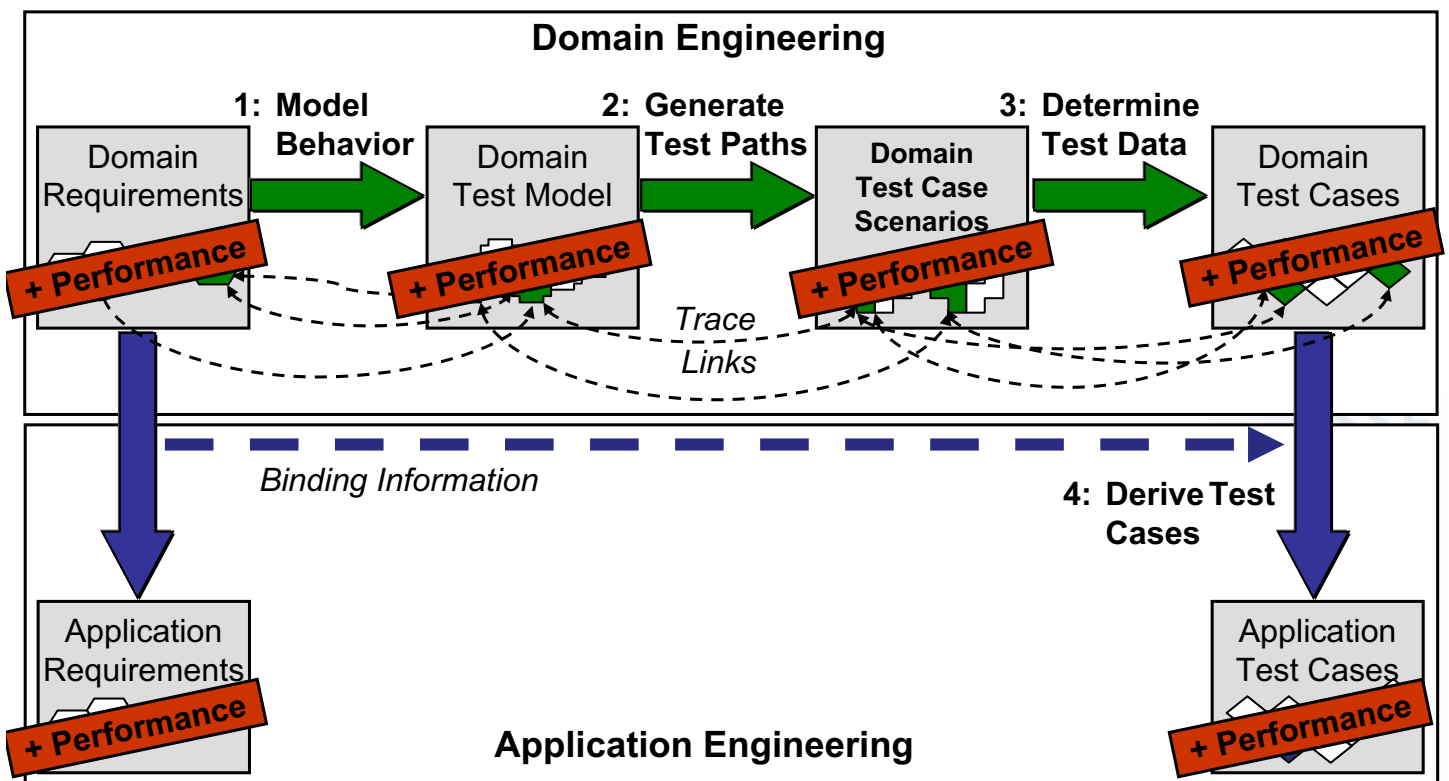 Domain Engineering
1: Model
Behavior
2: Generate
Test Paths
3: Determine
Test Data
Domain
Requirements
+ Performance
Domain
Test Model
+ Performance
Domain
Test Case
Scenarios
+ Performance
Domain
Test Cases
+ Performance
Trace
Links
Binding Information
4: Derive Test
Cases
Application
Requirements
+ Performance
Application
Test Cases
+ Performance
Application Engineering